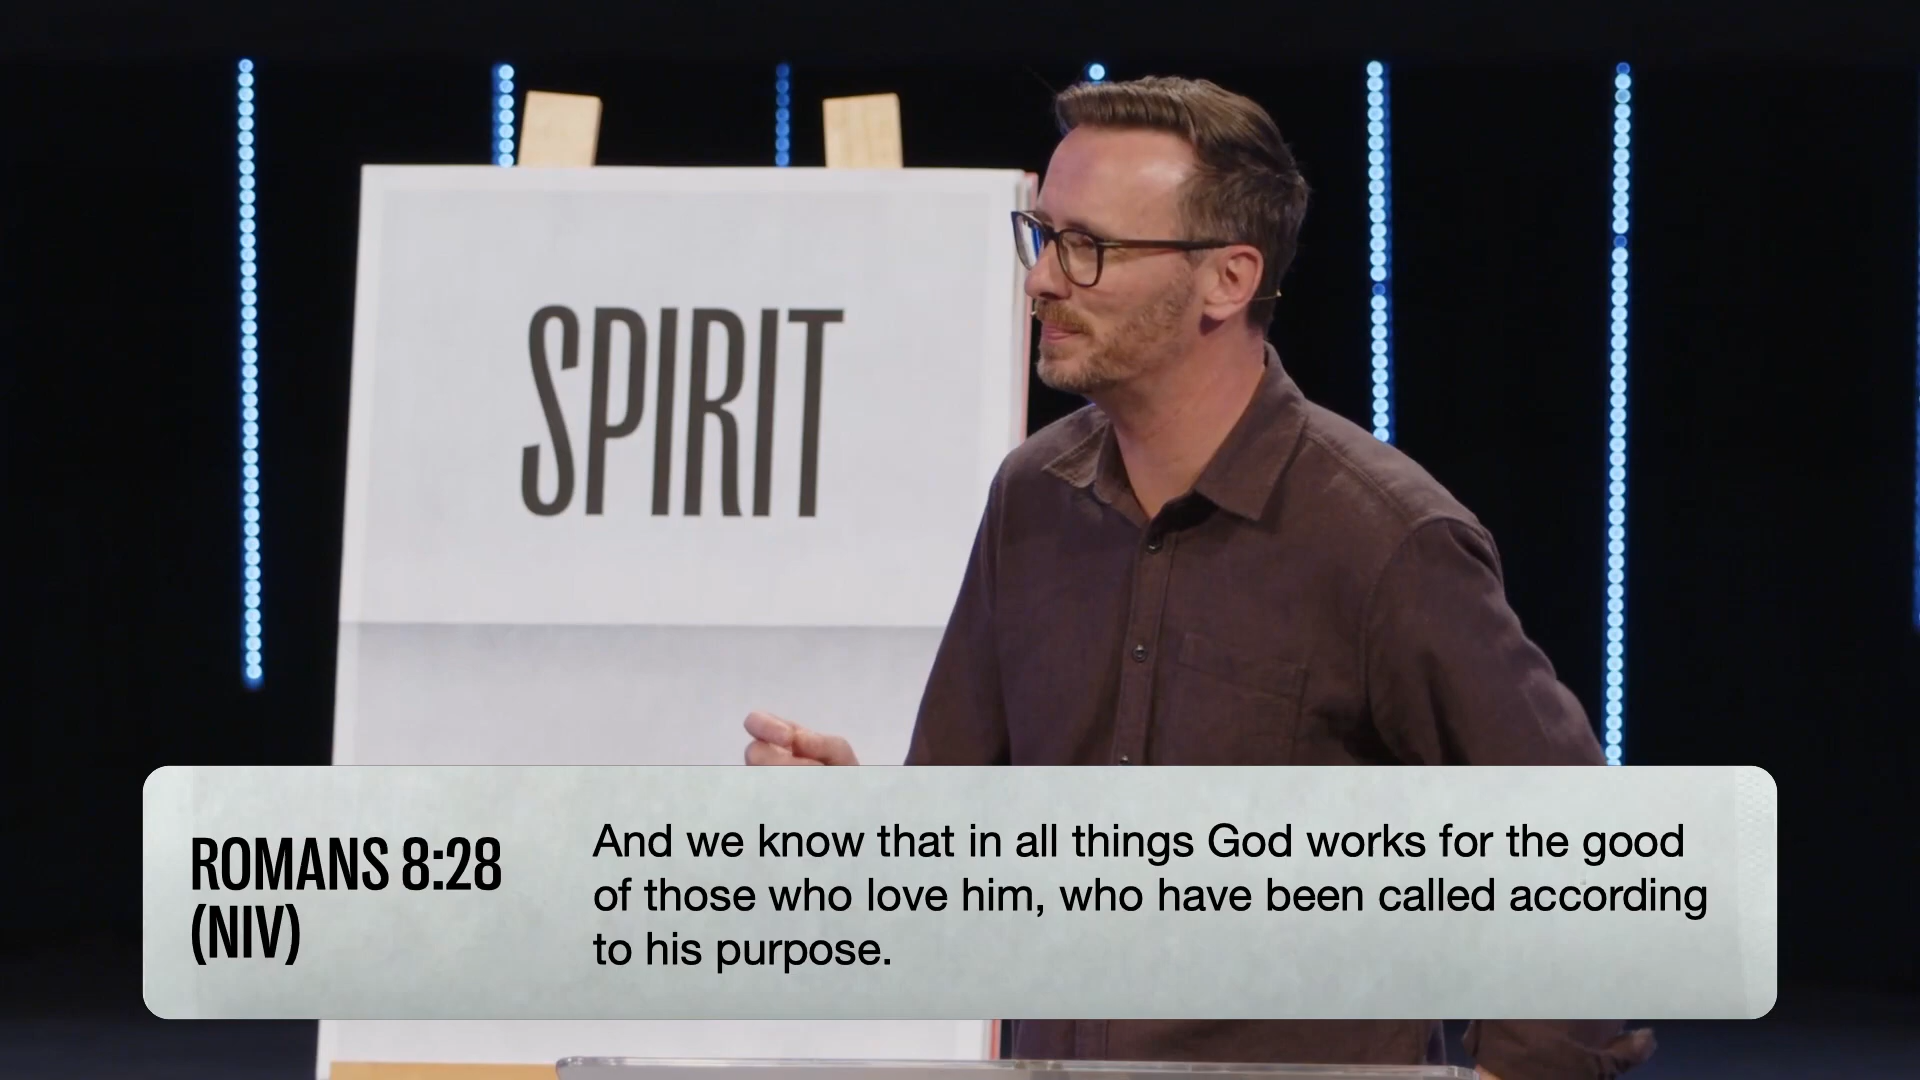 SPIRIT
ROMANS 8:28
(NIV)
And we know that in all things God works for the good
of those who love him, who have been called according
to his purpose.